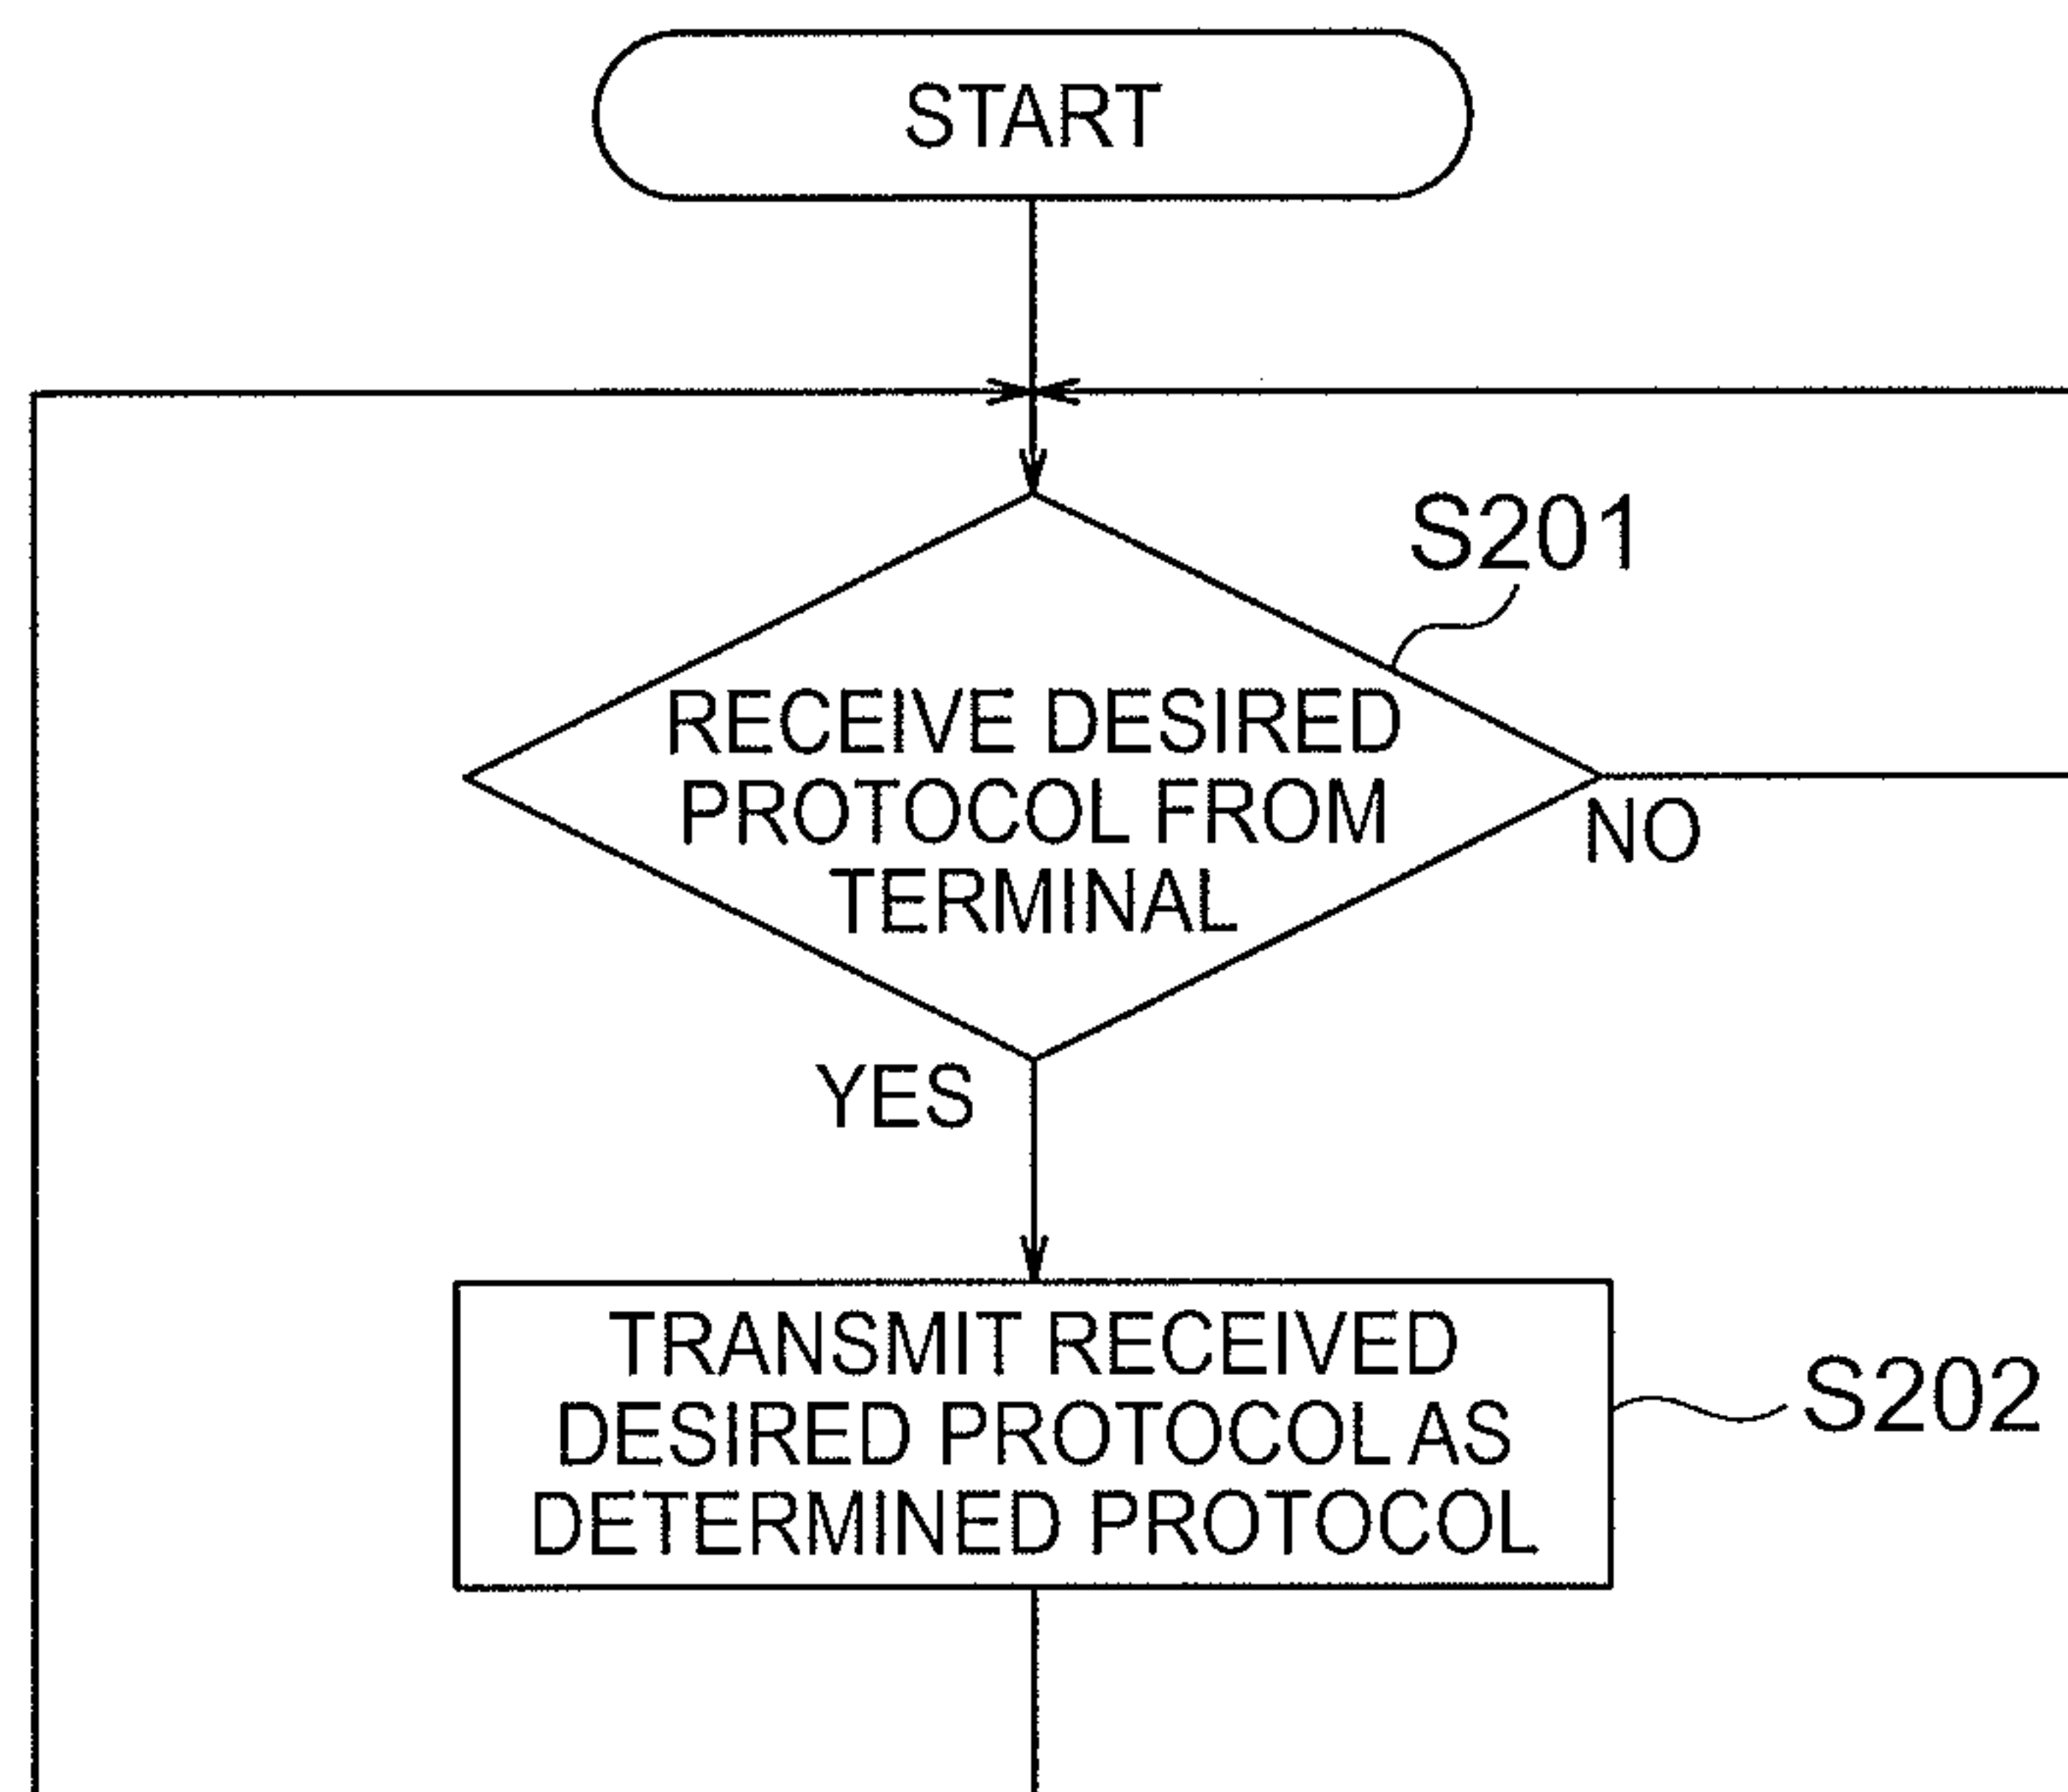 START
S201
RECEIVE DESIRED
PROTOCOL FROM
TERMINAL
NO
YES
TRANSMIT RECEIVED
DESIRED PROTOCOL AS
DETERMINED PROTOCOL
S202